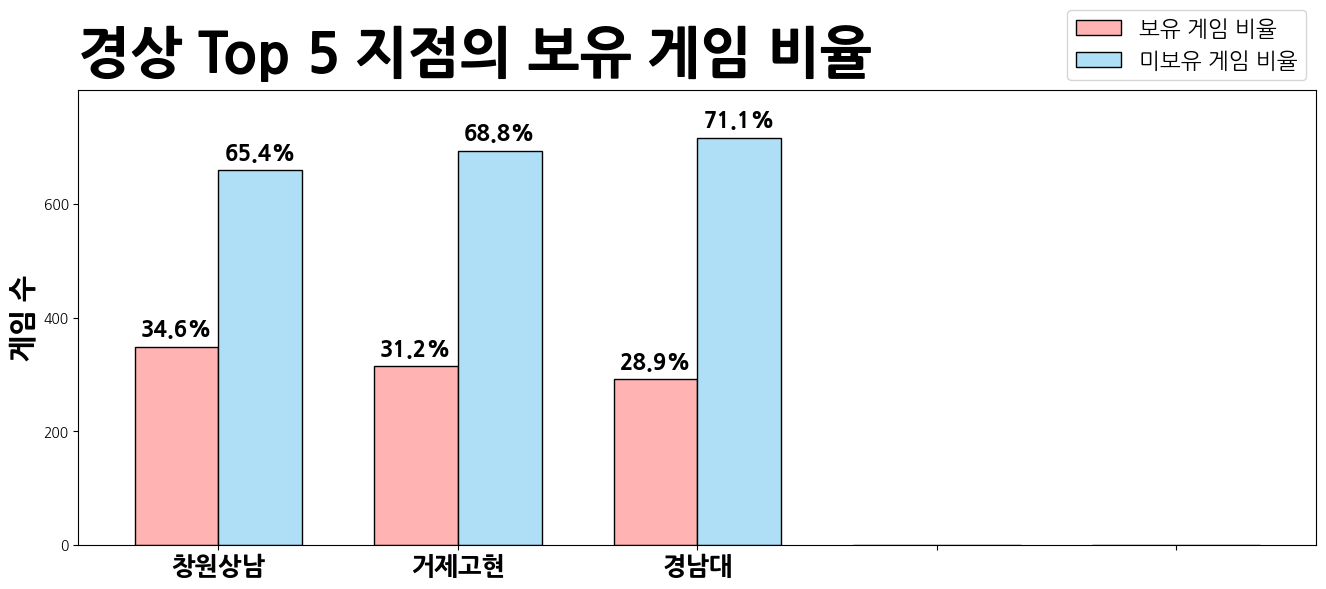 경상 Top 5 지점의 보유 게임 비율
보유 게임 비율
미보유 게임 비율
게임 수
600
400
200
0
34.6%
65.4%
31.2%
68.8%
28.9%
71.1%
창원상남
거제고현
경남대